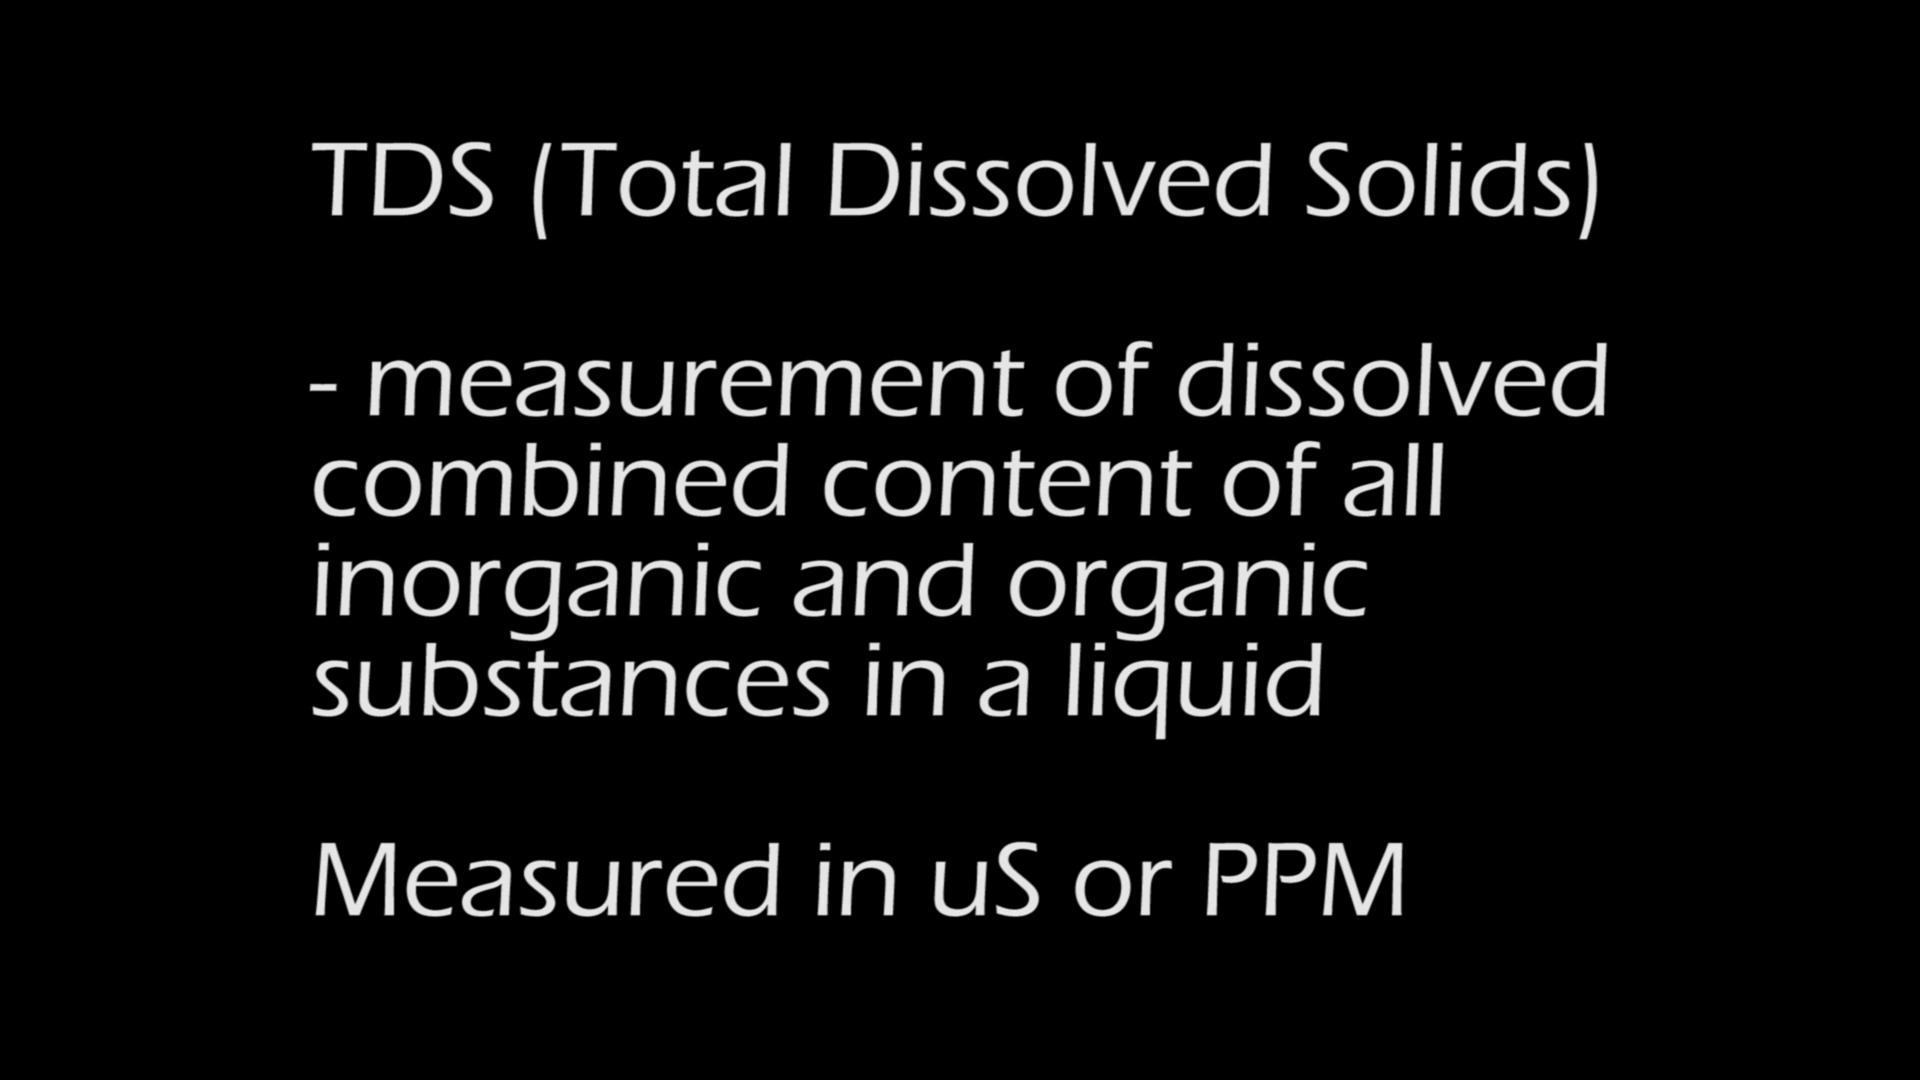 TDS (Total Dissolved Solids)
- measurement of dissolved
combined content of all
inorganic and organic
substances in a liquid
Measured in uS or PPM